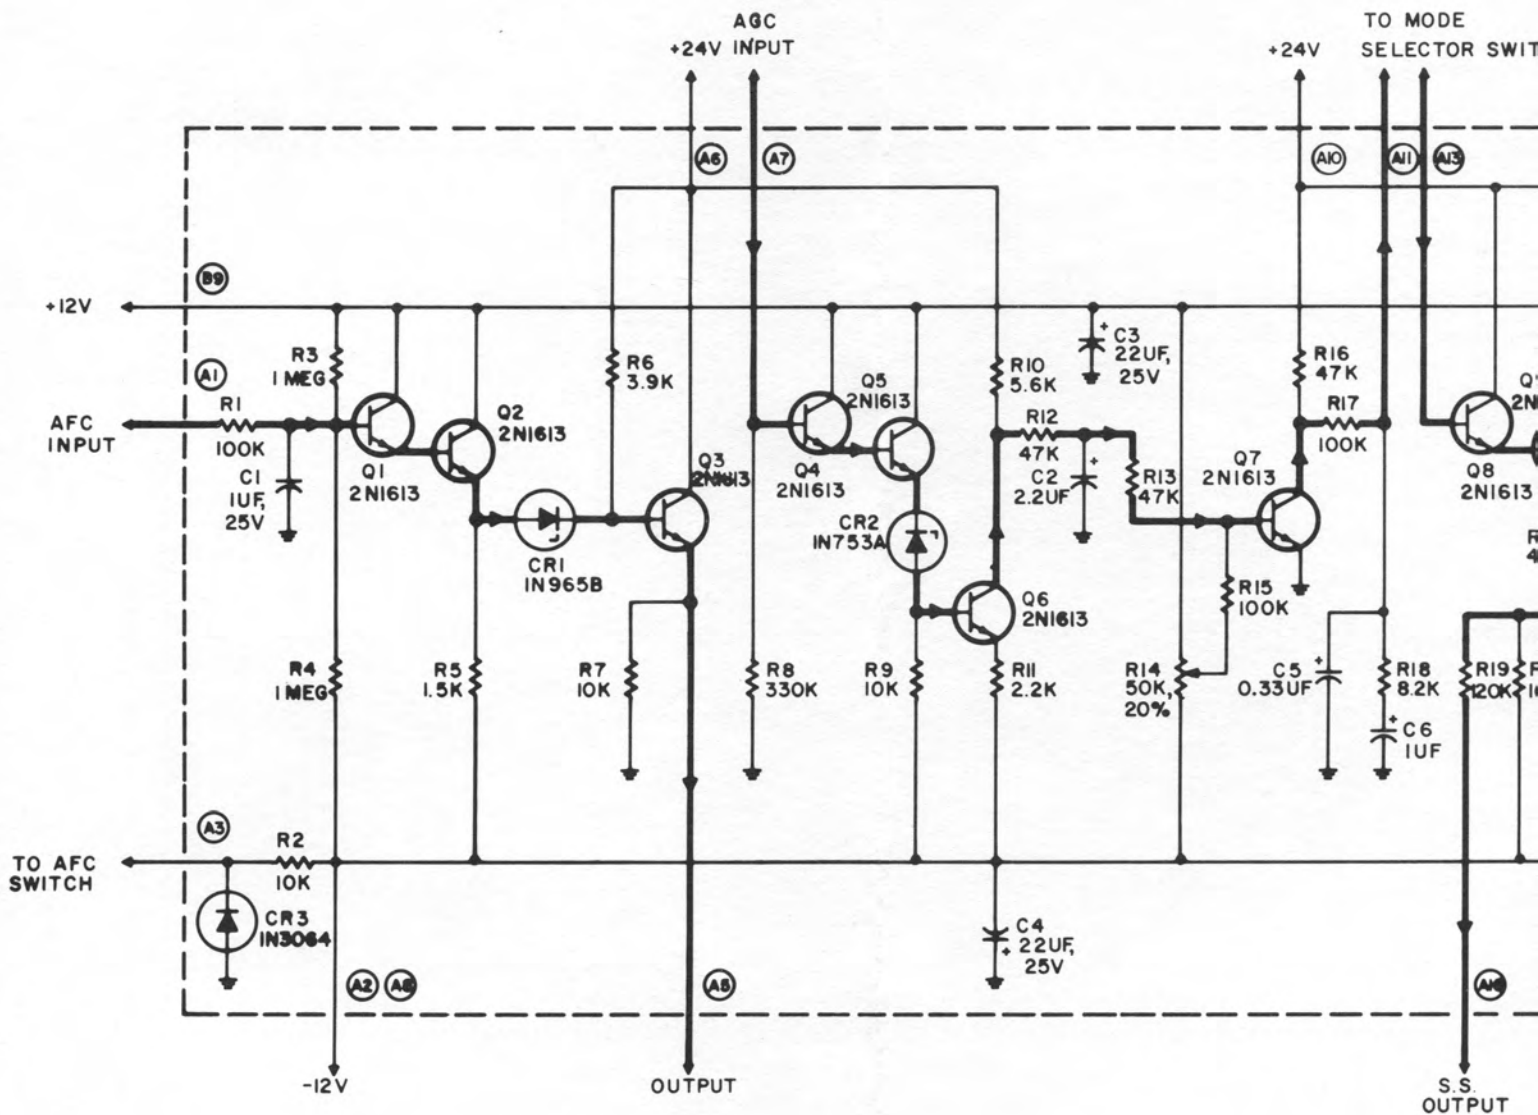 AGC
+24V INPUT
TO MODE
+24V SELECTOR SWIT
A6
A7
A10
A11
A13
B9
+12V
A1
R3
1 MEG
R6
3.9K
C3
22UF,
25V
R10
5.6K
R16
47K
AFC
INPUT
R1
100K
Q1
2N1613
Q2
2N1613
Q3
2N1613
Q5
2N1613
Q4
2N1613
R12
47K
R17
100K
C1
1UF,
25V
C2
2.2UF
R13
47K
Q7
2N1613
Q8
2N1613
CR1
1N965B
CR2
1N753A
Q6
2N1613
R15
100K
R4
1 MEG
R5
1.5K
R7
10K
R8
330K
R9
10K
R11
2.2K
R14
50K,
20%
C5
0.33UF
R18
8.2K
R19
120K
C6
1UF
A3
TO AFC
SWITCH
R2
10K
CR3
1N3064
C4
22UF,
25V
A2
A5
-12V
OUTPUT
S.S.
OUTPUT